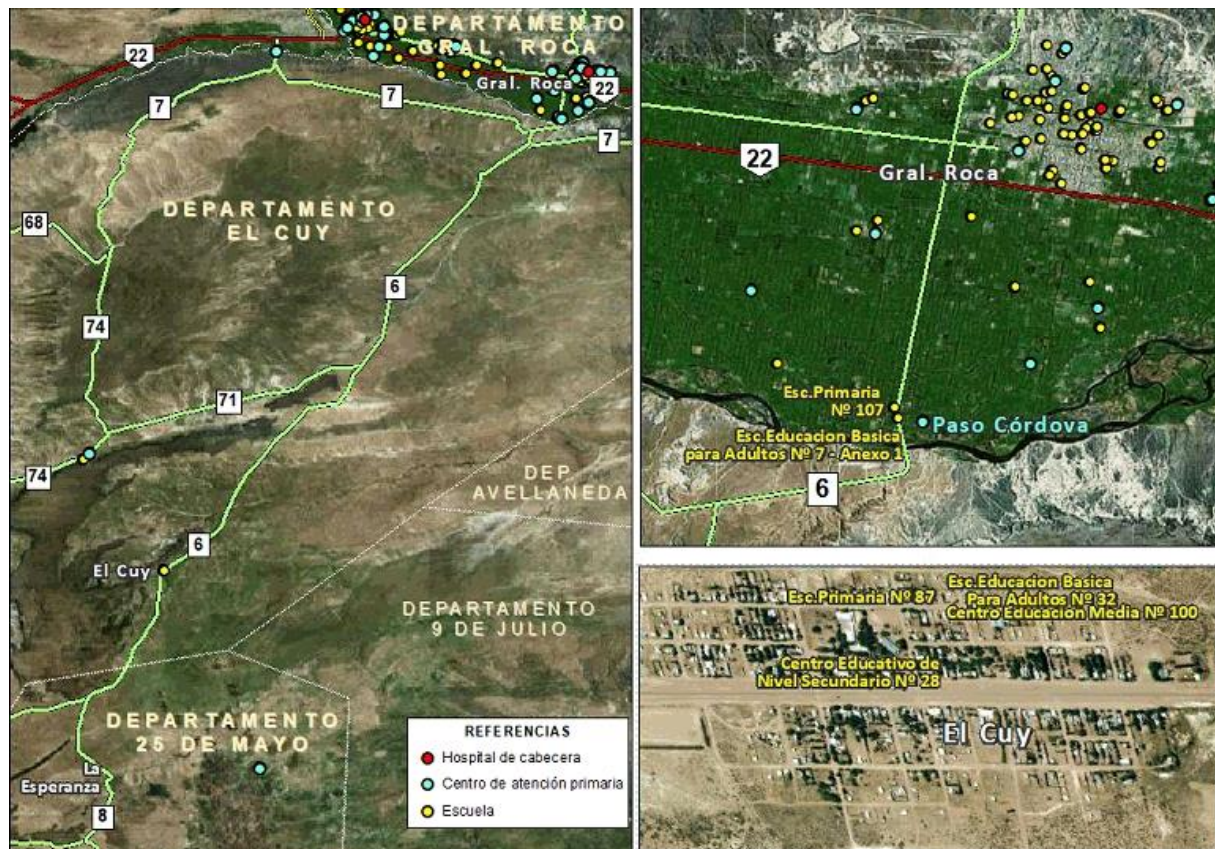 DEPARTAMENTO
GRAL. ROCA
22
Gral. Roca
22
7
7
7
DEPARTAMENTO
EL CUY
68
6
74
71
74
DEP.
AVELLANEDA
6
El Cuy
DEPARTAMENTO
9 DE JULIO
DEPARTAMENTO
25 DE MAYO
La
Esperanza
8
REFERENCIAS
Hospital de cabecera
Centro de atención primaria
Escuela
22
Gral. Roca
Esc.Primaria
Nº 107
Paso Córdova
Esc.Educacion Basica
para Adultos Nº 7 - Anexo 1
6
Esc.Primaria Nº 87
Esc.Educacion Basica
Para Adultos Nº 32
Centro Educación Media Nº 100
Centro Educativo de
Nivel Secundario Nº 28
El Cuy